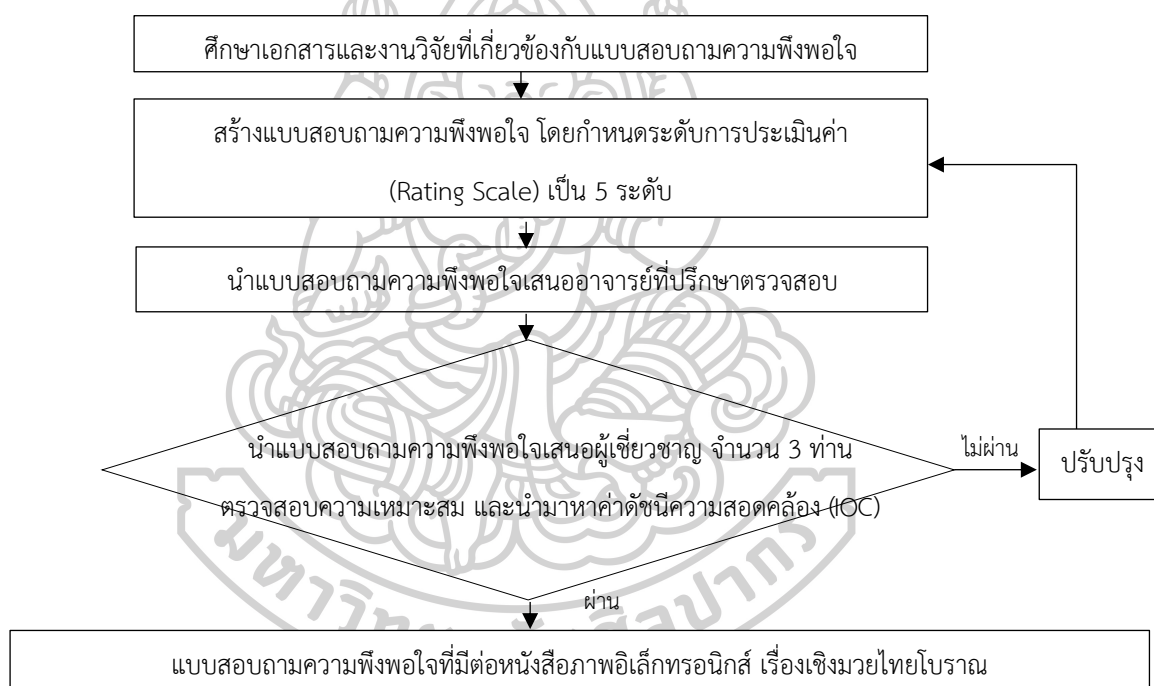 ศึกษาเอกสารและงานวิจัยที่เกี่ยวข้องกับแบบสอบถามความพึงพอใจ
สร้างแบบสอบถามความพึงพอใจ โดยกำหนดระดับการประเมินค่า
(Rating Scale) เป็น 5 ระดับ
นำแบบสอบถามความพึงพอใจเสนออาจารย์ที่ปรึกษาตรวจสอบ
นำแบบสอบถามความพึงพอใจเสนอผู้เชี่ยวชาญ จำนวน 3 ท่าน
ตรวจสอบความเหมาะสม และนำมาหาค่าดัชนีความสอดคล้อง (IOC)
ไม่ผ่าน
ปรับปรุง
ผ่าน
แบบสอบถามความพึงพอใจที่มีต่อหนังสือภาพอิเล็กทรอนิกส์ เรื่องเชิงมวยไทยโบราณ